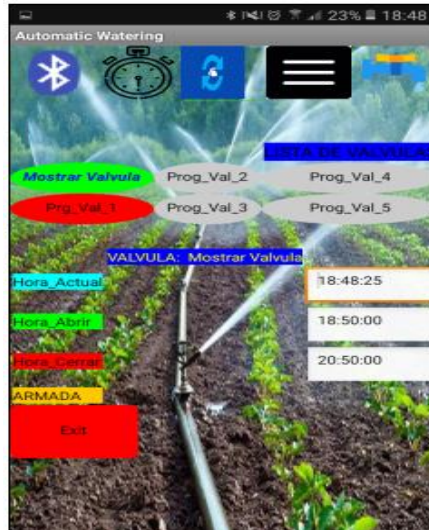 23% 18:48
Automatic Watering
LISTA DE VALVULA
Mostrar Valvula Prog_Val_2 Prog_Val_4
Prg_Val_1 Prog_Val_3 Prog_Val_5
VALVULA: Mostrar Valvula
Hora_Actual 18:48:25
Hora_Abrir 18:50:00
Hora_Cerrar 20:50:00
ARMADA
Exit